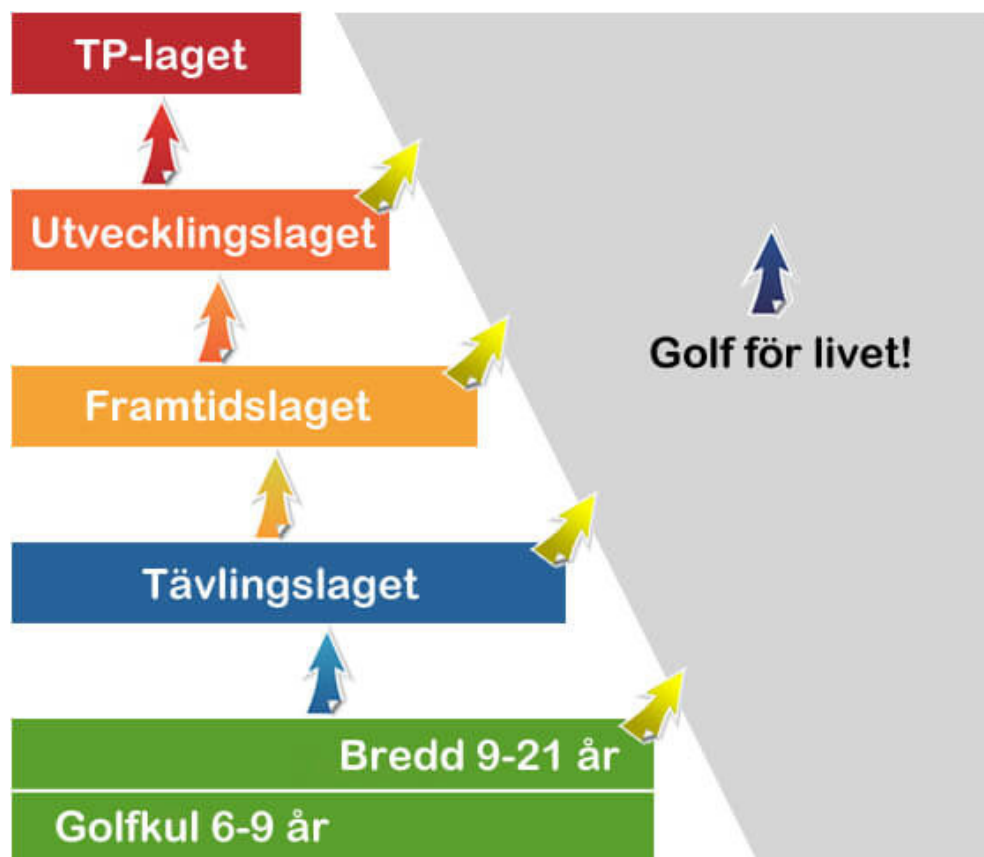 TP-laget
Utvecklingslaget
Golf för livet!
Framtidslaget
Tävlingslaget
Bredd 9-21 år
Golfkul 6-9 år